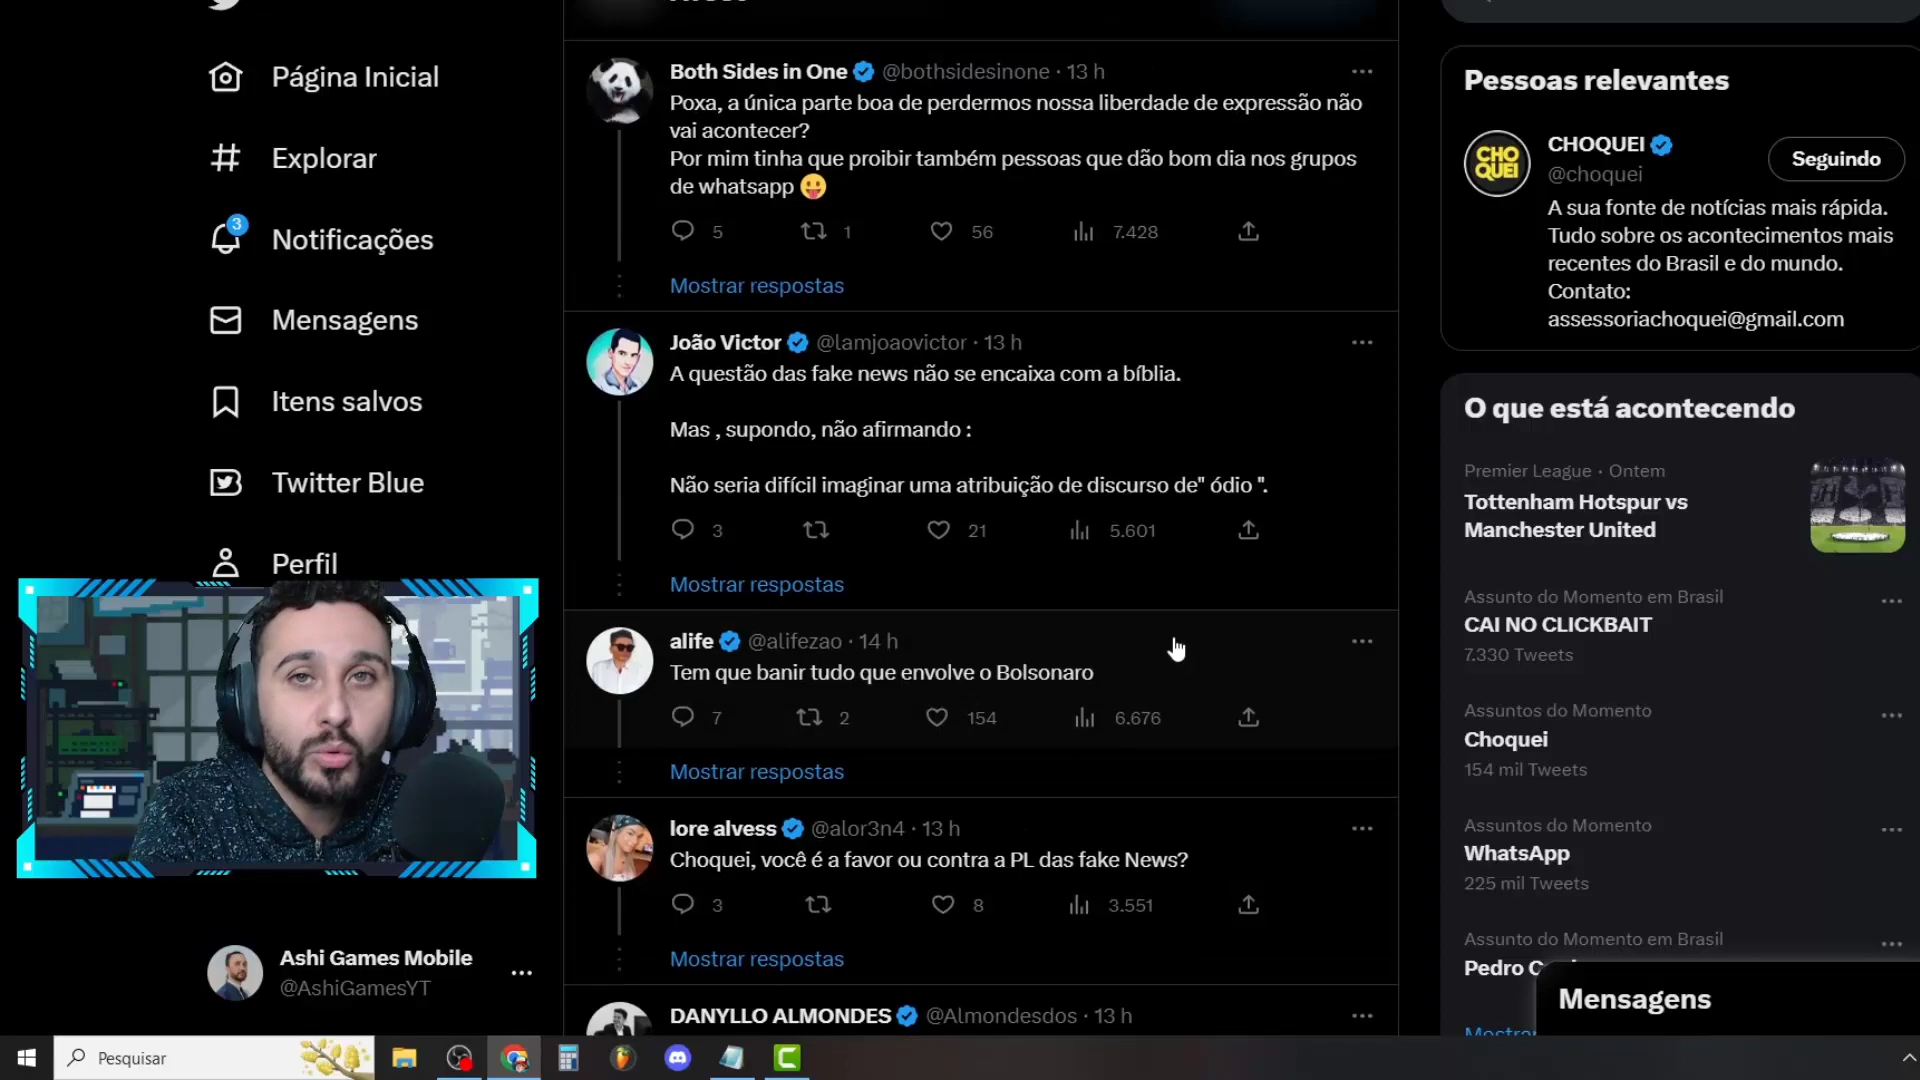 Página Inicial
Explorar
3
Notificações
Mensagens
Itens salvos
Twitter Blue
Perfil
Ashi Games Mobile
@AshiGamesYT
Both Sides in One @bothsidesinone · 13 h
Poxa, a única parte boa de perdermos nossa liberdade de expressão não
vai acontecer?
Por mim tinha que proibir também pessoas que dão bom dia nos grupos
de whatsapp 😛
5 1 56 7.428
Mostrar respostas
João Victor @lamjoaovictor · 13 h
A questão das fake news não se encaixa com a bíblia.
Mas , supondo, não afirmando :
Não seria difícil imaginar uma atribuição de discurso de" ódio ".
3 21 5.601
Mostrar respostas
alife @alifezao · 14 h
Tem que banir tudo que envolve o Bolsonaro
7 2 154 6.676
Mostrar respostas
lore alvess @alor3n4 · 13 h
Choquei, você é a favor ou contra a PL das fake News?
3 8 3.551
Mostrar respostas
DANYLLO ALMONDES @Almondesdos · 13 h
Pessoas relevantes
CHO
QUEI
CHOQUEI
@choquei
Seguindo
A sua fonte de notícias mais rápida.
Tudo sobre os acontecimentos mais
recentes do Brasil e do mundo.
Contato:
assessoriachoquei@gmail.com
O que está acontecendo
Premier League · Ontem
Tottenham Hotspur vs
Manchester United
Assunto do Momento em Brasil
CAI NO CLICKBAIT
7.330 Tweets
Assuntos do Momento
Choquei
154 mil Tweets
Assuntos do Momento
WhatsApp
225 mil Tweets
Assunto do Momento em Brasil
Pedro
Mensagens
Pesquisar